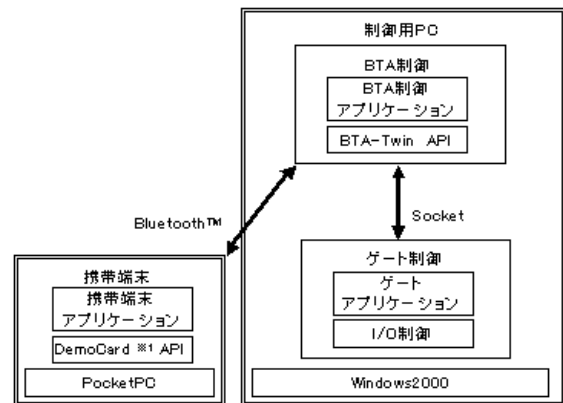 制御用PC
BTA制御
BTA制御
アプリケーション
BTA-Twin API
Bluetooth™
Socket
ゲート制御
ゲート
アプリケーション
I/O制御
Windows2000
携帯端末
携帯端末
アプリケーション
DemoCard ※1 API
PocketPC